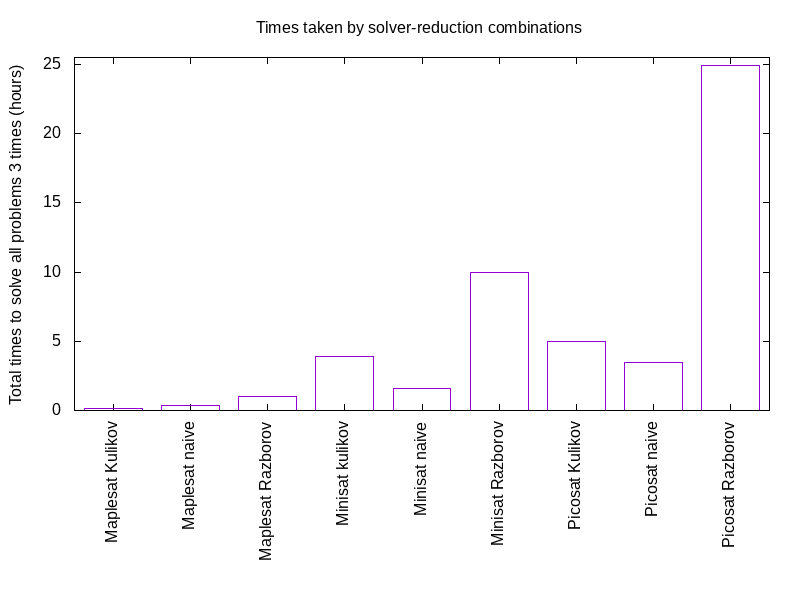 Times taken by solver-reduction combinations
Total times to solve all problems 3 times (hours)
25
20
15
10
5
0
Maplesat Kulikov
Maplesat naive
Maplesat Razborov
Minisat kulikov
Minisat naive
Minisat Razborov
Picosat Kulikov
Picosat naive
Picosat Razborov